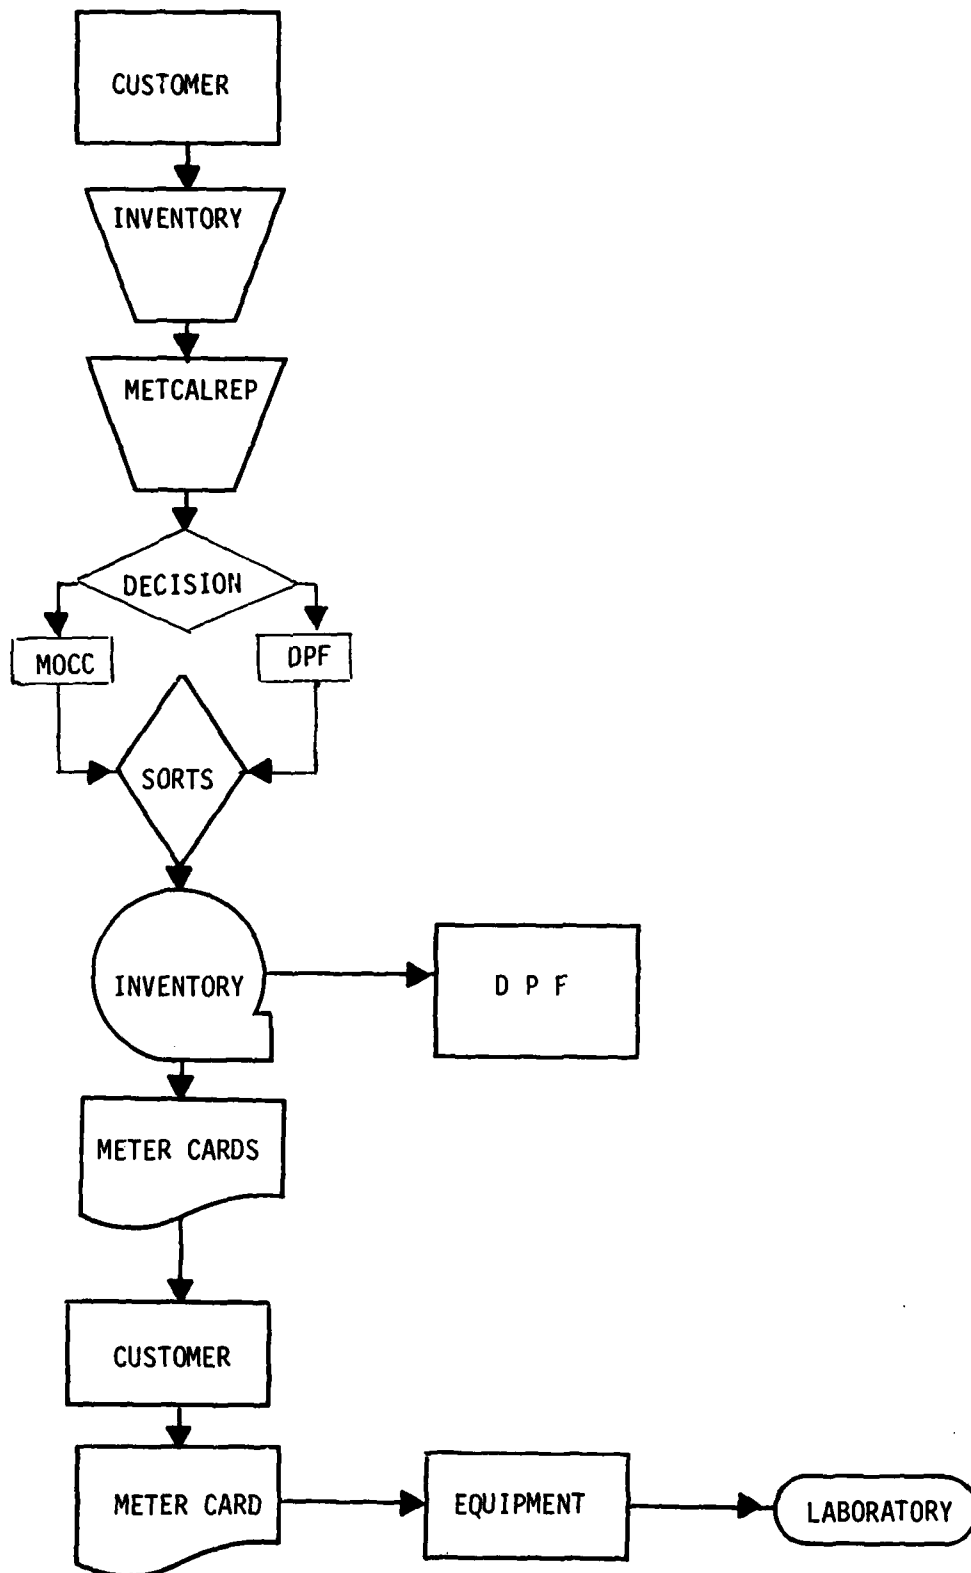 CUSTOMER
INVENTORY
METCALREP
DECISION
MOCC
DPF
SORTS
INVENTORY
D P F
METER CARDS
CUSTOMER
METER CARD
EQUIPMENT
LABORATORY